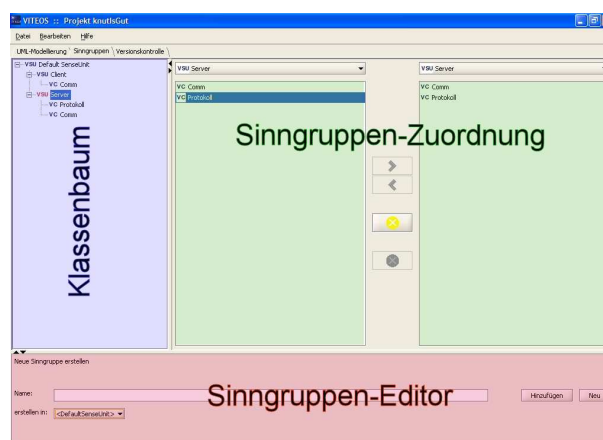 VITEOS :: Projekt knutIsGut
Datei Bearbeiten Hilfe
UML-Modellierung Sinngruppen Versionskontrolle
VSU Default SenseUnit
VSU Client
VC Comm
VSU Server
VC Protokoll
VC Comm
Klassenbaum
VSU Server
VC Comm
VC Protokoll
VSU Server
VC Comm
VC Protokoll
Sinngruppen-Zuordnung
Neue Sinngruppe erstellen
Name:
Hinzufügen Neu
erstellen in: <DefaultSenseUnit>
Sinngruppen-Editor